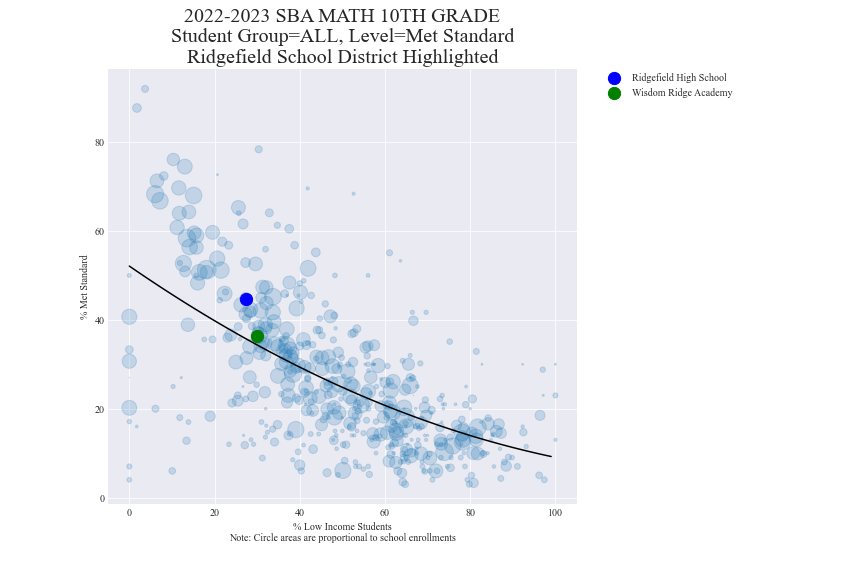 2022-2023 SBA MATH 10TH GRADE
Student Group=ALL, Level=Met Standard
Ridgefield School District Highlighted
Ridgefield High School
Wisdom Ridge Academy
80
60
40
20
0
% Met Standard
0 20 40 60 80 100
% Low Income Students
Note: Circle areas are proportional to school enrollments